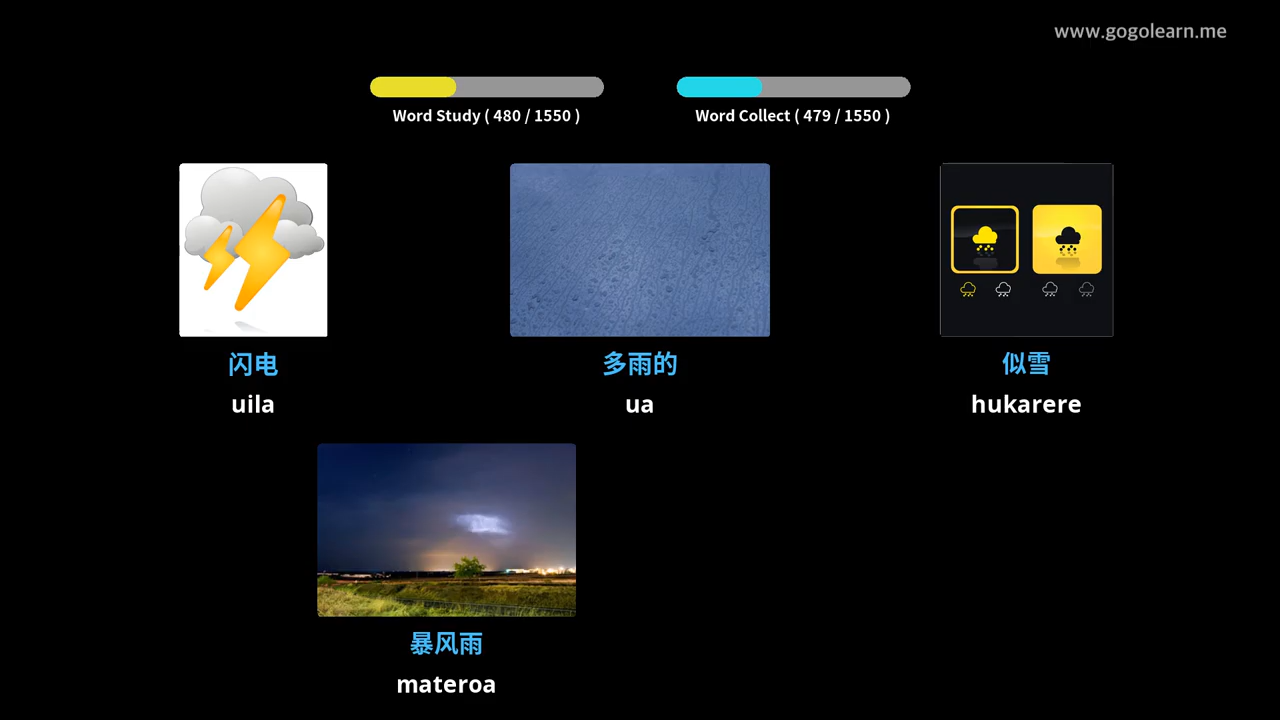 www.gogolearn.me
Word Study ( 480 / 1550 )
Word Collect ( 479 / 1550 )
闪电
uila
多雨的
ua
似雪
hukarere
暴风雨
materoa